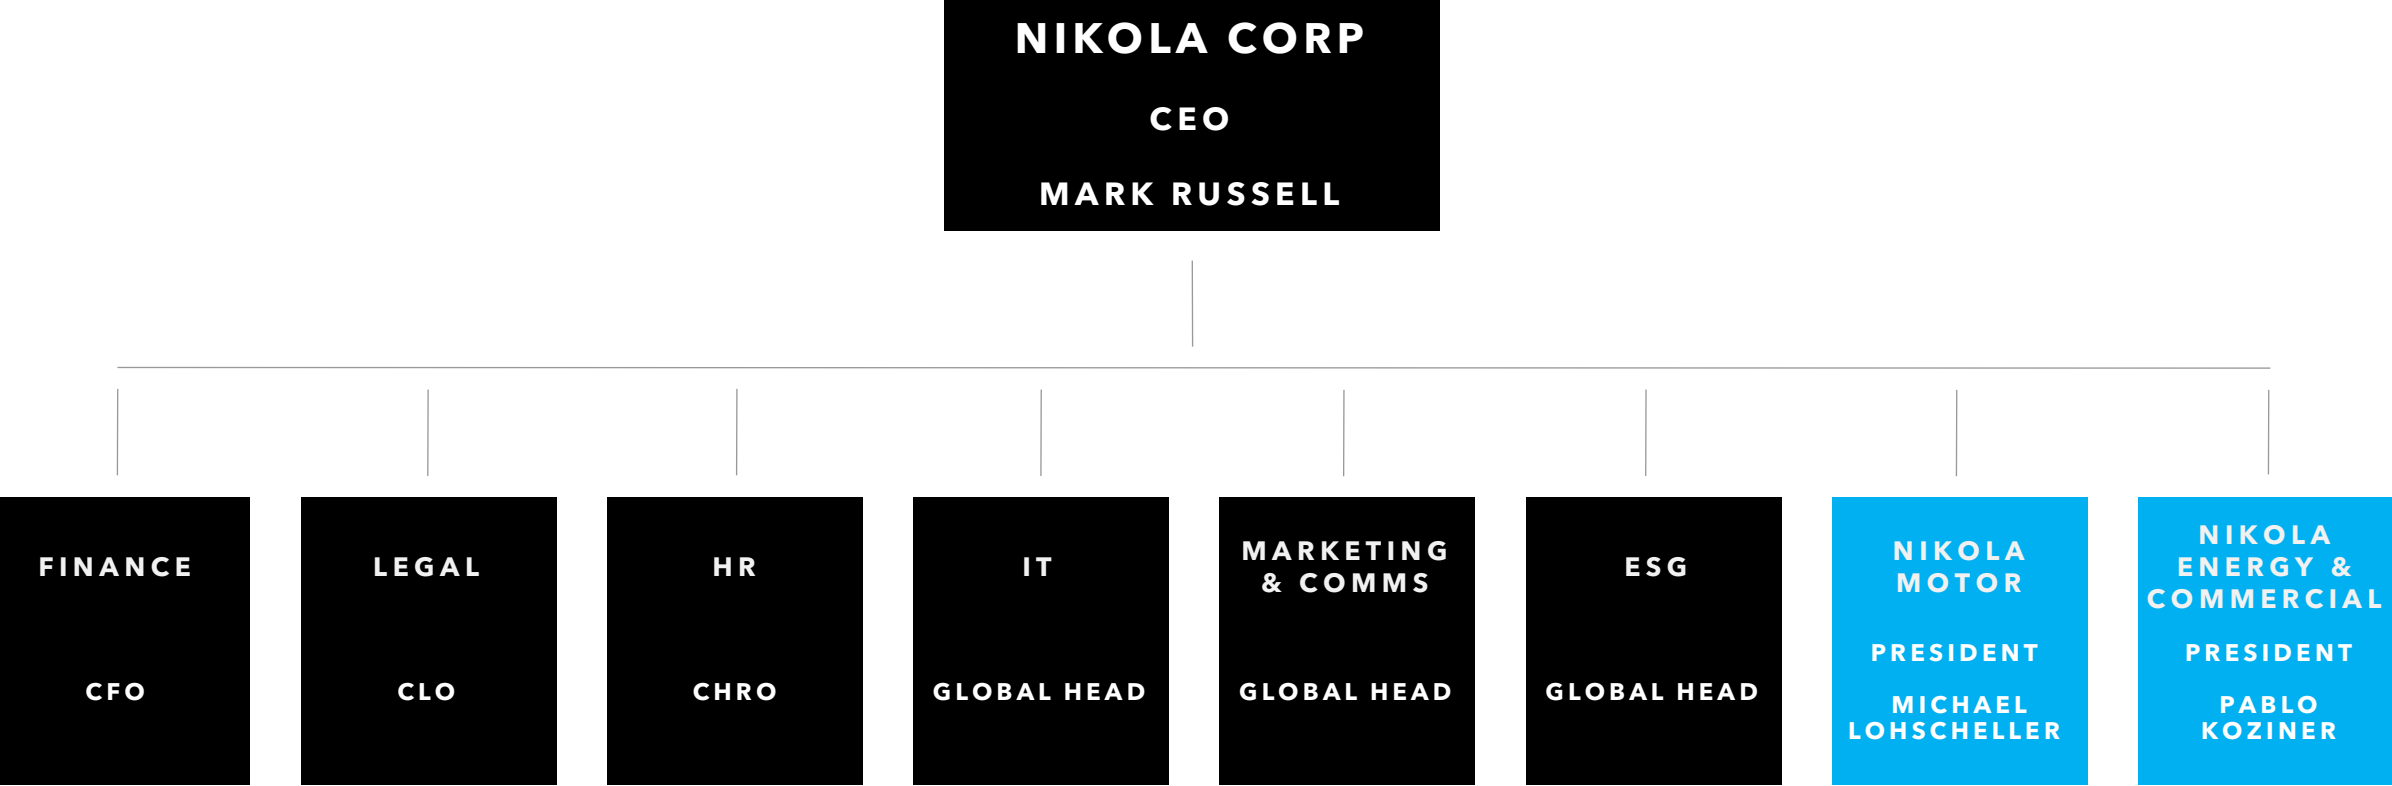 NIKOLA CORP
CEO
MARK RUSSELL
FINANCE
CFO
LEGAL
CLO
HR
CHRO
IT
GLOBAL HEAD
MARKETING
& COMMS
GLOBAL HEAD
ESG
GLOBAL HEAD
NIKOLA
MOTOR
PRESIDENT
MICHAEL
LOHSCHELLER
NIKOLA
ENERGY &
COMMERCIAL
PRESIDENT
PABLO
KOZINER